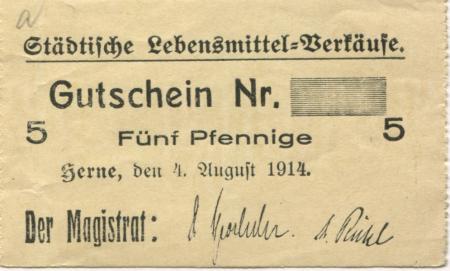 Städtische Lebensmittel=Verkäufe.
Gutschein Nr.
5 Fünf Pfennige 5
Herne, den 4. August 1914.
Der Magistrat: